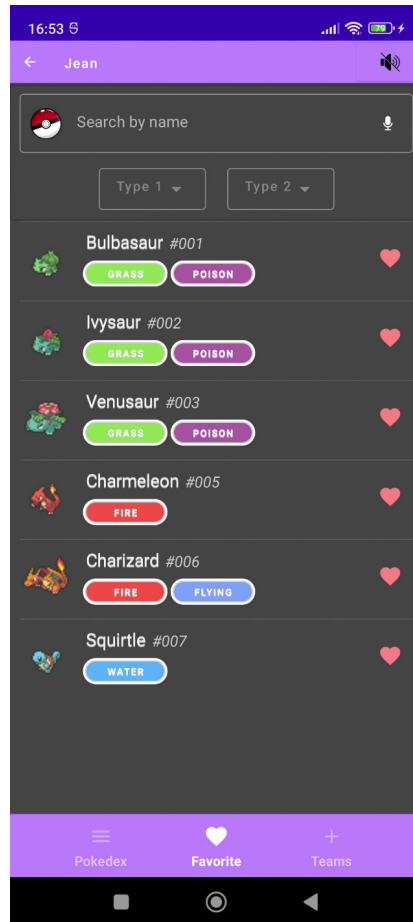 16:53
79
Jean
Search by name
Type 1 Type 2
Bulbasaur #001
GRASS POISON
Ivysaur #002
GRASS POISON
Venusaur #003
GRASS POISON
Charmeleon #005
FIRE
Charizard #006
FIRE FLYING
Squirtle #007
WATER
Pokedex Favorite Teams